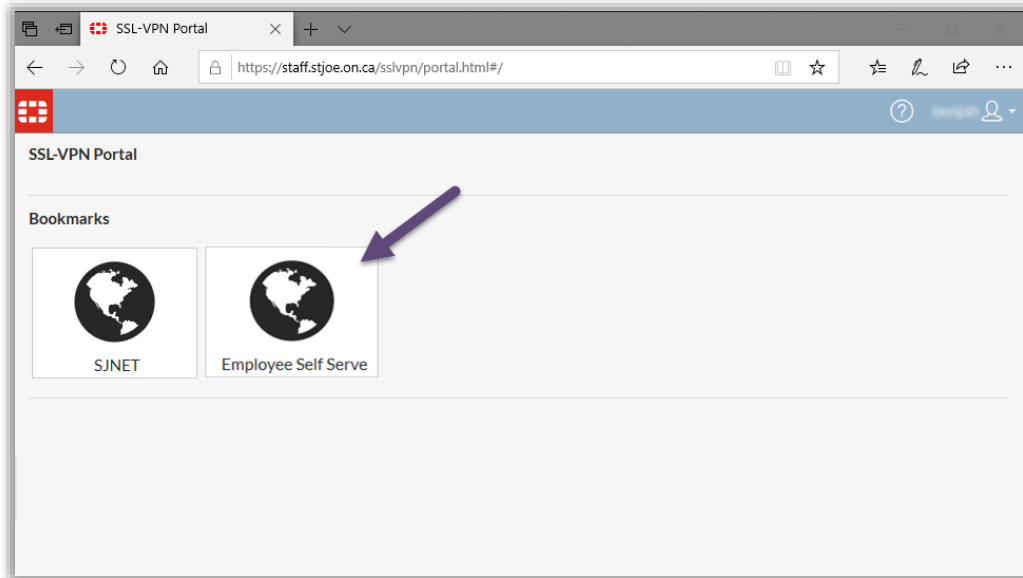 SSL-VPN Portal
https://staff.stjoe.on.ca/sslvpn/portal.html#/
SSL-VPN Portal
Bookmarks
SJNET
Employee Self Serve